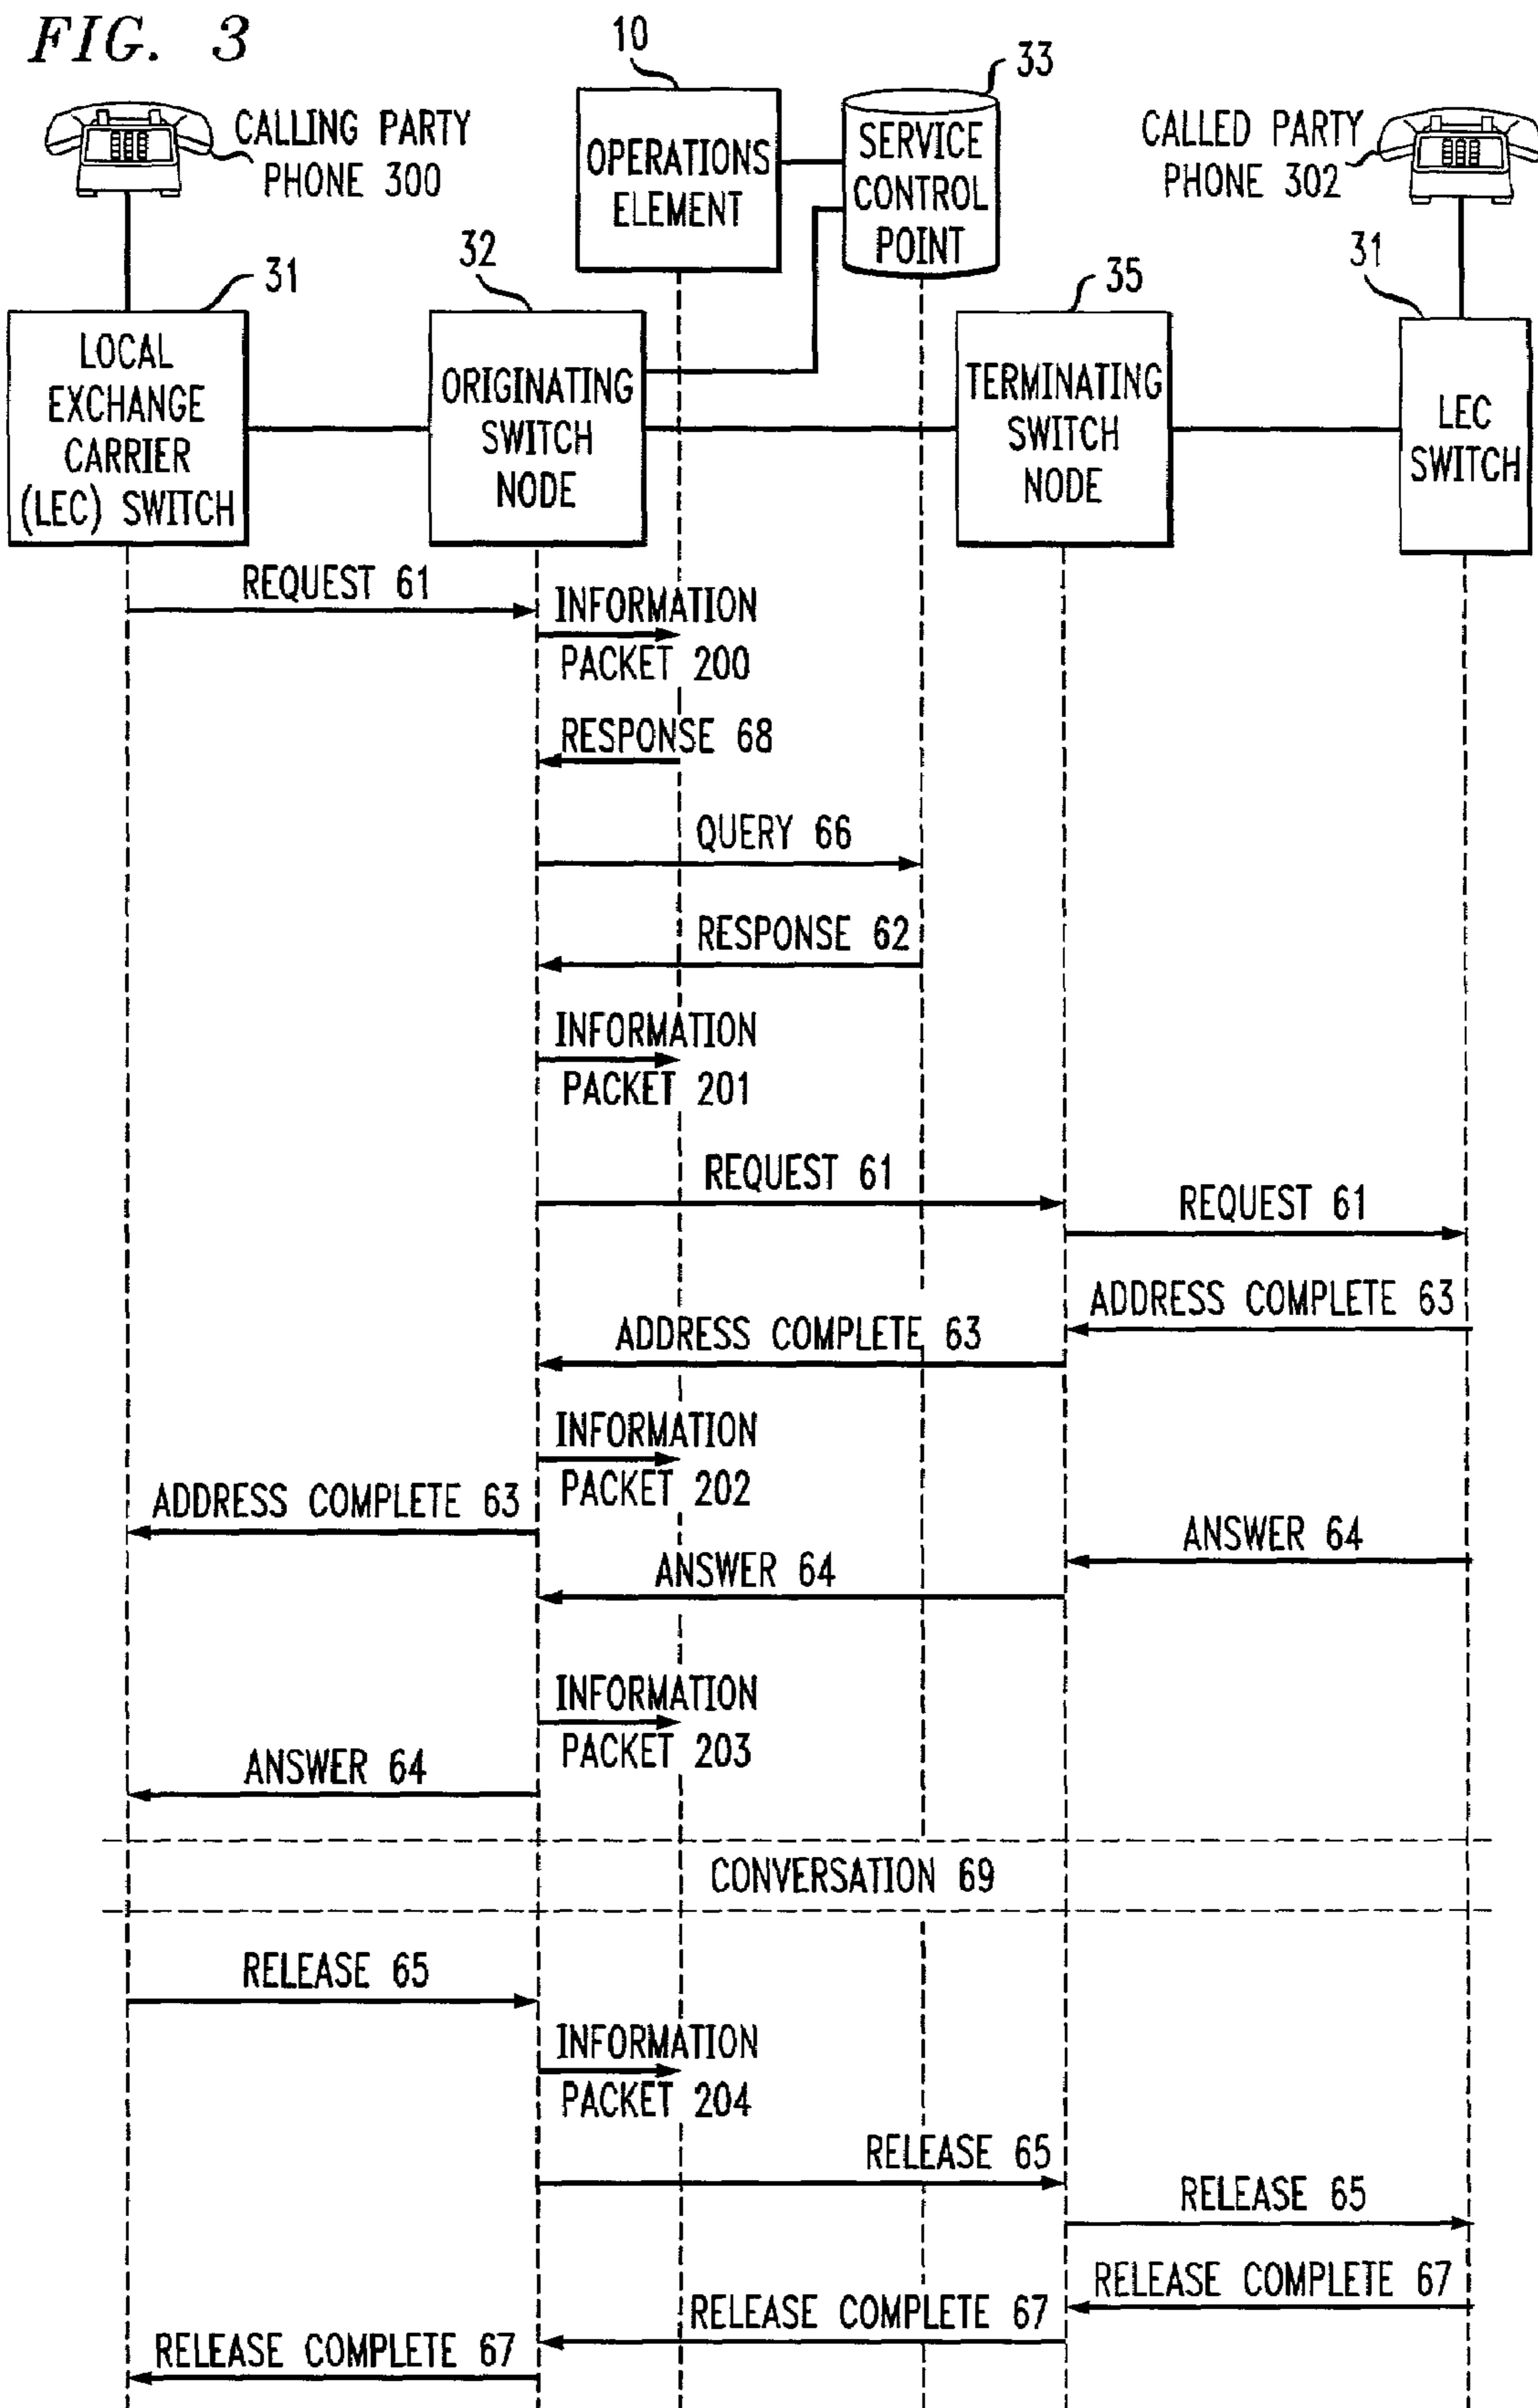 FIG. 3
10
33
CALLING PARTY
PHONE 300
OPERATIONS
ELEMENT
SERVICE
CONTROL
POINT
CALLED PARTY
PHONE 302
31
32
35
31
LOCAL
EXCHANGE
CARRIER
(LEC) SWITCH
ORIGINATING
SWITCH
NODE
TERMINATING
SWITCH
NODE
LEC
SWITCH
REQUEST 61
INFORMATION
PACKET 200
RESPONSE 68
QUERY 66
RESPONSE 62
INFORMATION
PACKET 201
REQUEST 61
REQUEST 61
ADDRESS COMPLETE 63
ADDRESS COMPLETE 63
INFORMATION
PACKET 202
ADDRESS COMPLETE 63
ANSWER 64
ANSWER 64
INFORMATION
PACKET 203
ANSWER 64
CONVERSATION 69
RELEASE 65
INFORMATION
PACKET 204
RELEASE 65
RELEASE 65
RELEASE COMPLETE 67
RELEASE COMPLETE 67
RELEASE COMPLETE 67